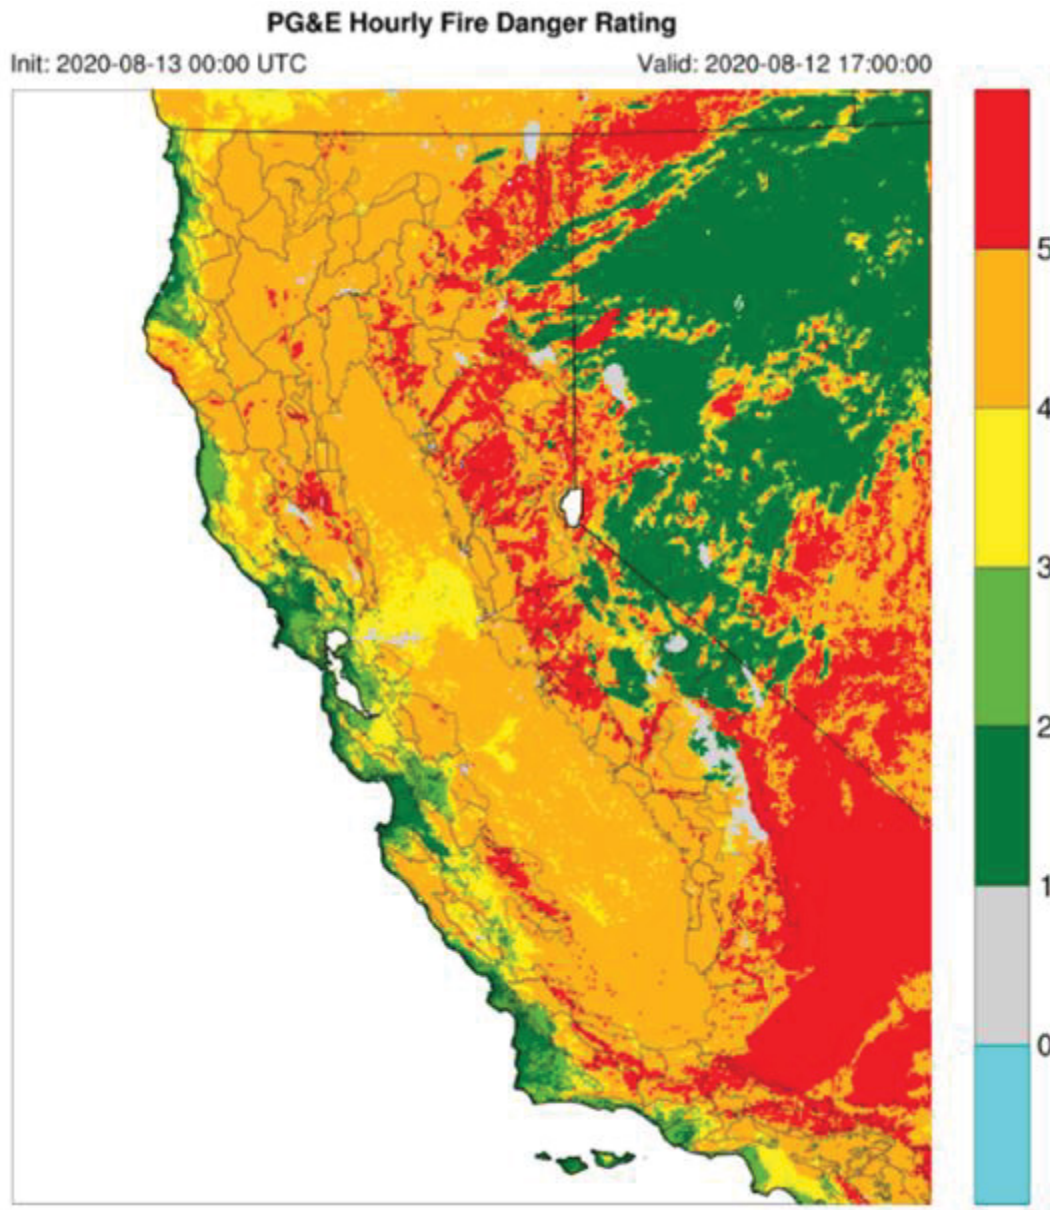 PG&E Hourly Fire Danger Rating
Init: 2020-08-13 00:00 UTC
Valid: 2020-08-12 17:00:00
5
4
3
2
1
0